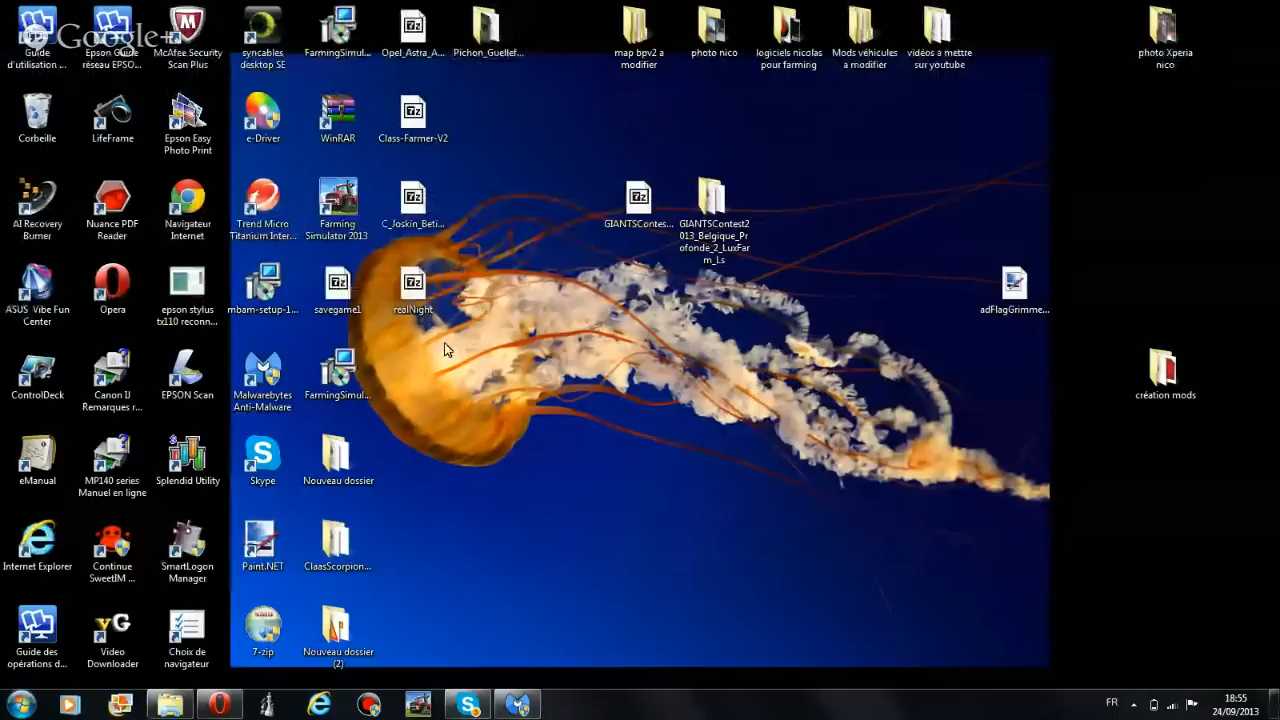 Google+
Guide
d'utilisation ...
Epson Guide
réseau EPSO...
McAfee Security
Scan Plus
syncables
desktop SE
FarmingSimul...
Opel_Astra_A...
Pichon_Guellef...
map bpv2 a
modifier
photo nico
logiciels nicolas
pour farming
Mods véhicules
a modifier
vidéos a mettre
sur youtube
photo Xperia
nico
Corbeille
LifeFrame
Epson Easy
Photo Print
e-Driver
WinRAR
Class-Farmer-V2
AI Recovery
Burner
Nuance PDF
Reader
Navigateur
Internet
Trend Micro
Titanium Inter...
Farming
Simulator 2013
C_Joskin_Beti...
GIANTSContes...
GIANTSContest2
013_Belgique_Pr
ofonde_2_LuxFar
m_Ls
ASUS Vibe Fun
Center
Opera
epson stylus
tx110 reconn...
mbam-setup-1...
savegame1
realNight
adFlagGrimme...
ControlDeck
Canon IJ
Remarques r...
EPSON Scan
Malwarebytes
Anti-Malware
FarmingSimul...
création mods
eManual
MP140 series
Manuel en ligne
Splendid Utility
Skype
Nouveau dossier
Internet Explorer
Continue
SweetIM ...
SmartLogon
Manager
Paint.NET
ClaasScorpion...
Guide des
opérations d...
Video
Downloader
Choix de
navigateur
7-zip
Nouveau dossier
(2)
FR
18:55
24/09/2013